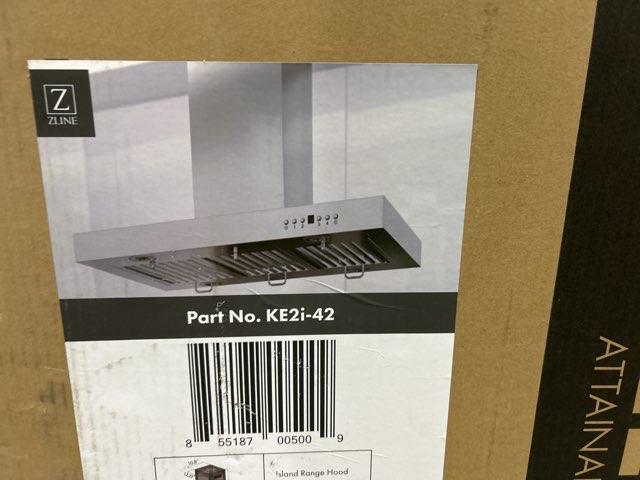 Z
ZLINE
Part No. KE2i-42
8 55187 00500 9
Island Range Hood
ATTAINA